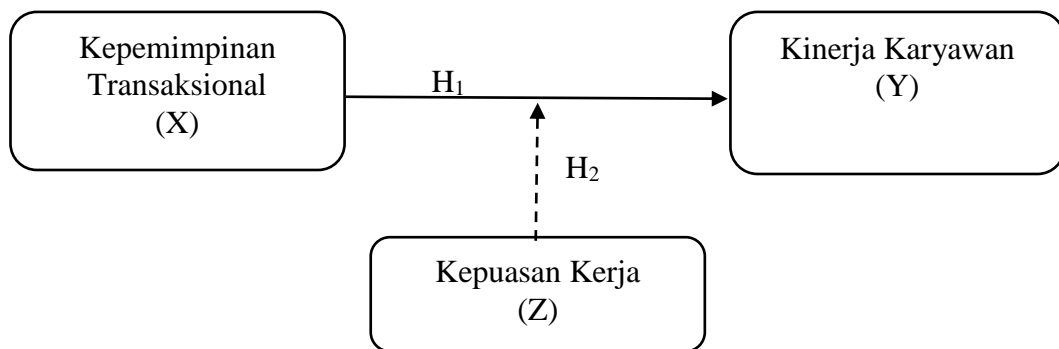 Kepemimpinan
Transaksional
(X)
H₁
Kinerja Karyawan
(Y)
H₂
Kepuasan Kerja
(Z)